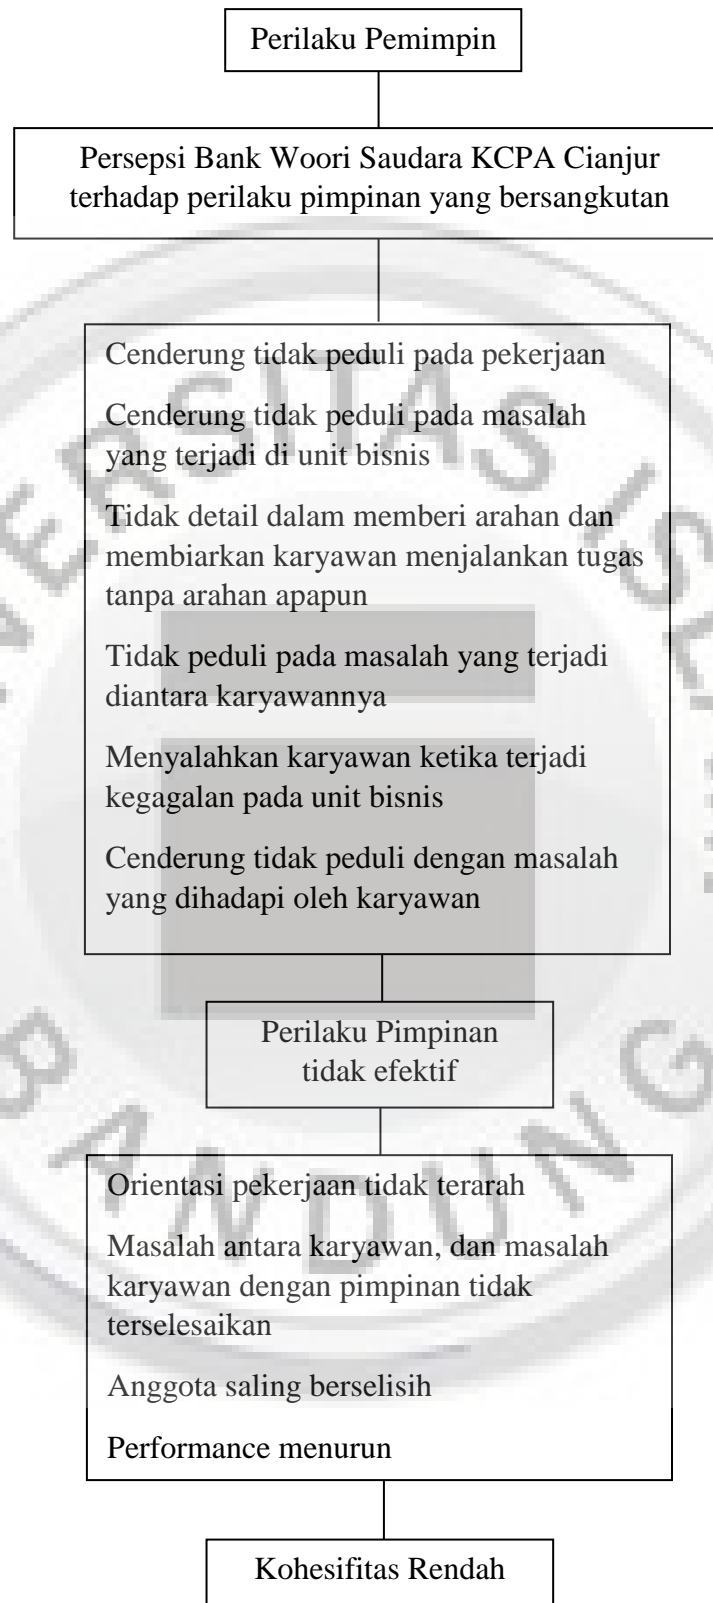 Perilaku Pemimpin
Persepsi Bank Woori Saudara KCPA Cianjur
terhadap perilaku pimpinan yang bersangkutan
Cenderung tidak peduli pada pekerjaan
Cenderung tidak peduli pada masalah
yang terjadi di unit bisnis
Tidak detail dalam memberi arahan dan
membiarkan karyawan menjalankan tugas
tanpa arahan apapun
Tidak peduli pada masalah yang terjadi
diantara karyawannya
Menyalahkan karyawan ketika terjadi
kegagalan pada unit bisnis
Cenderung tidak peduli dengan masalah
yang dihadapi oleh karyawan
Perilaku Pimpinan
tidak efektif
Orientasi pekerjaan tidak terarah
Masalah antara karyawan, dan masalah
karyawan dengan pimpinan tidak
terselesaikan
Anggota saling berselisih
Performance menurun
Kohesifitas Rendah
BANDUNG